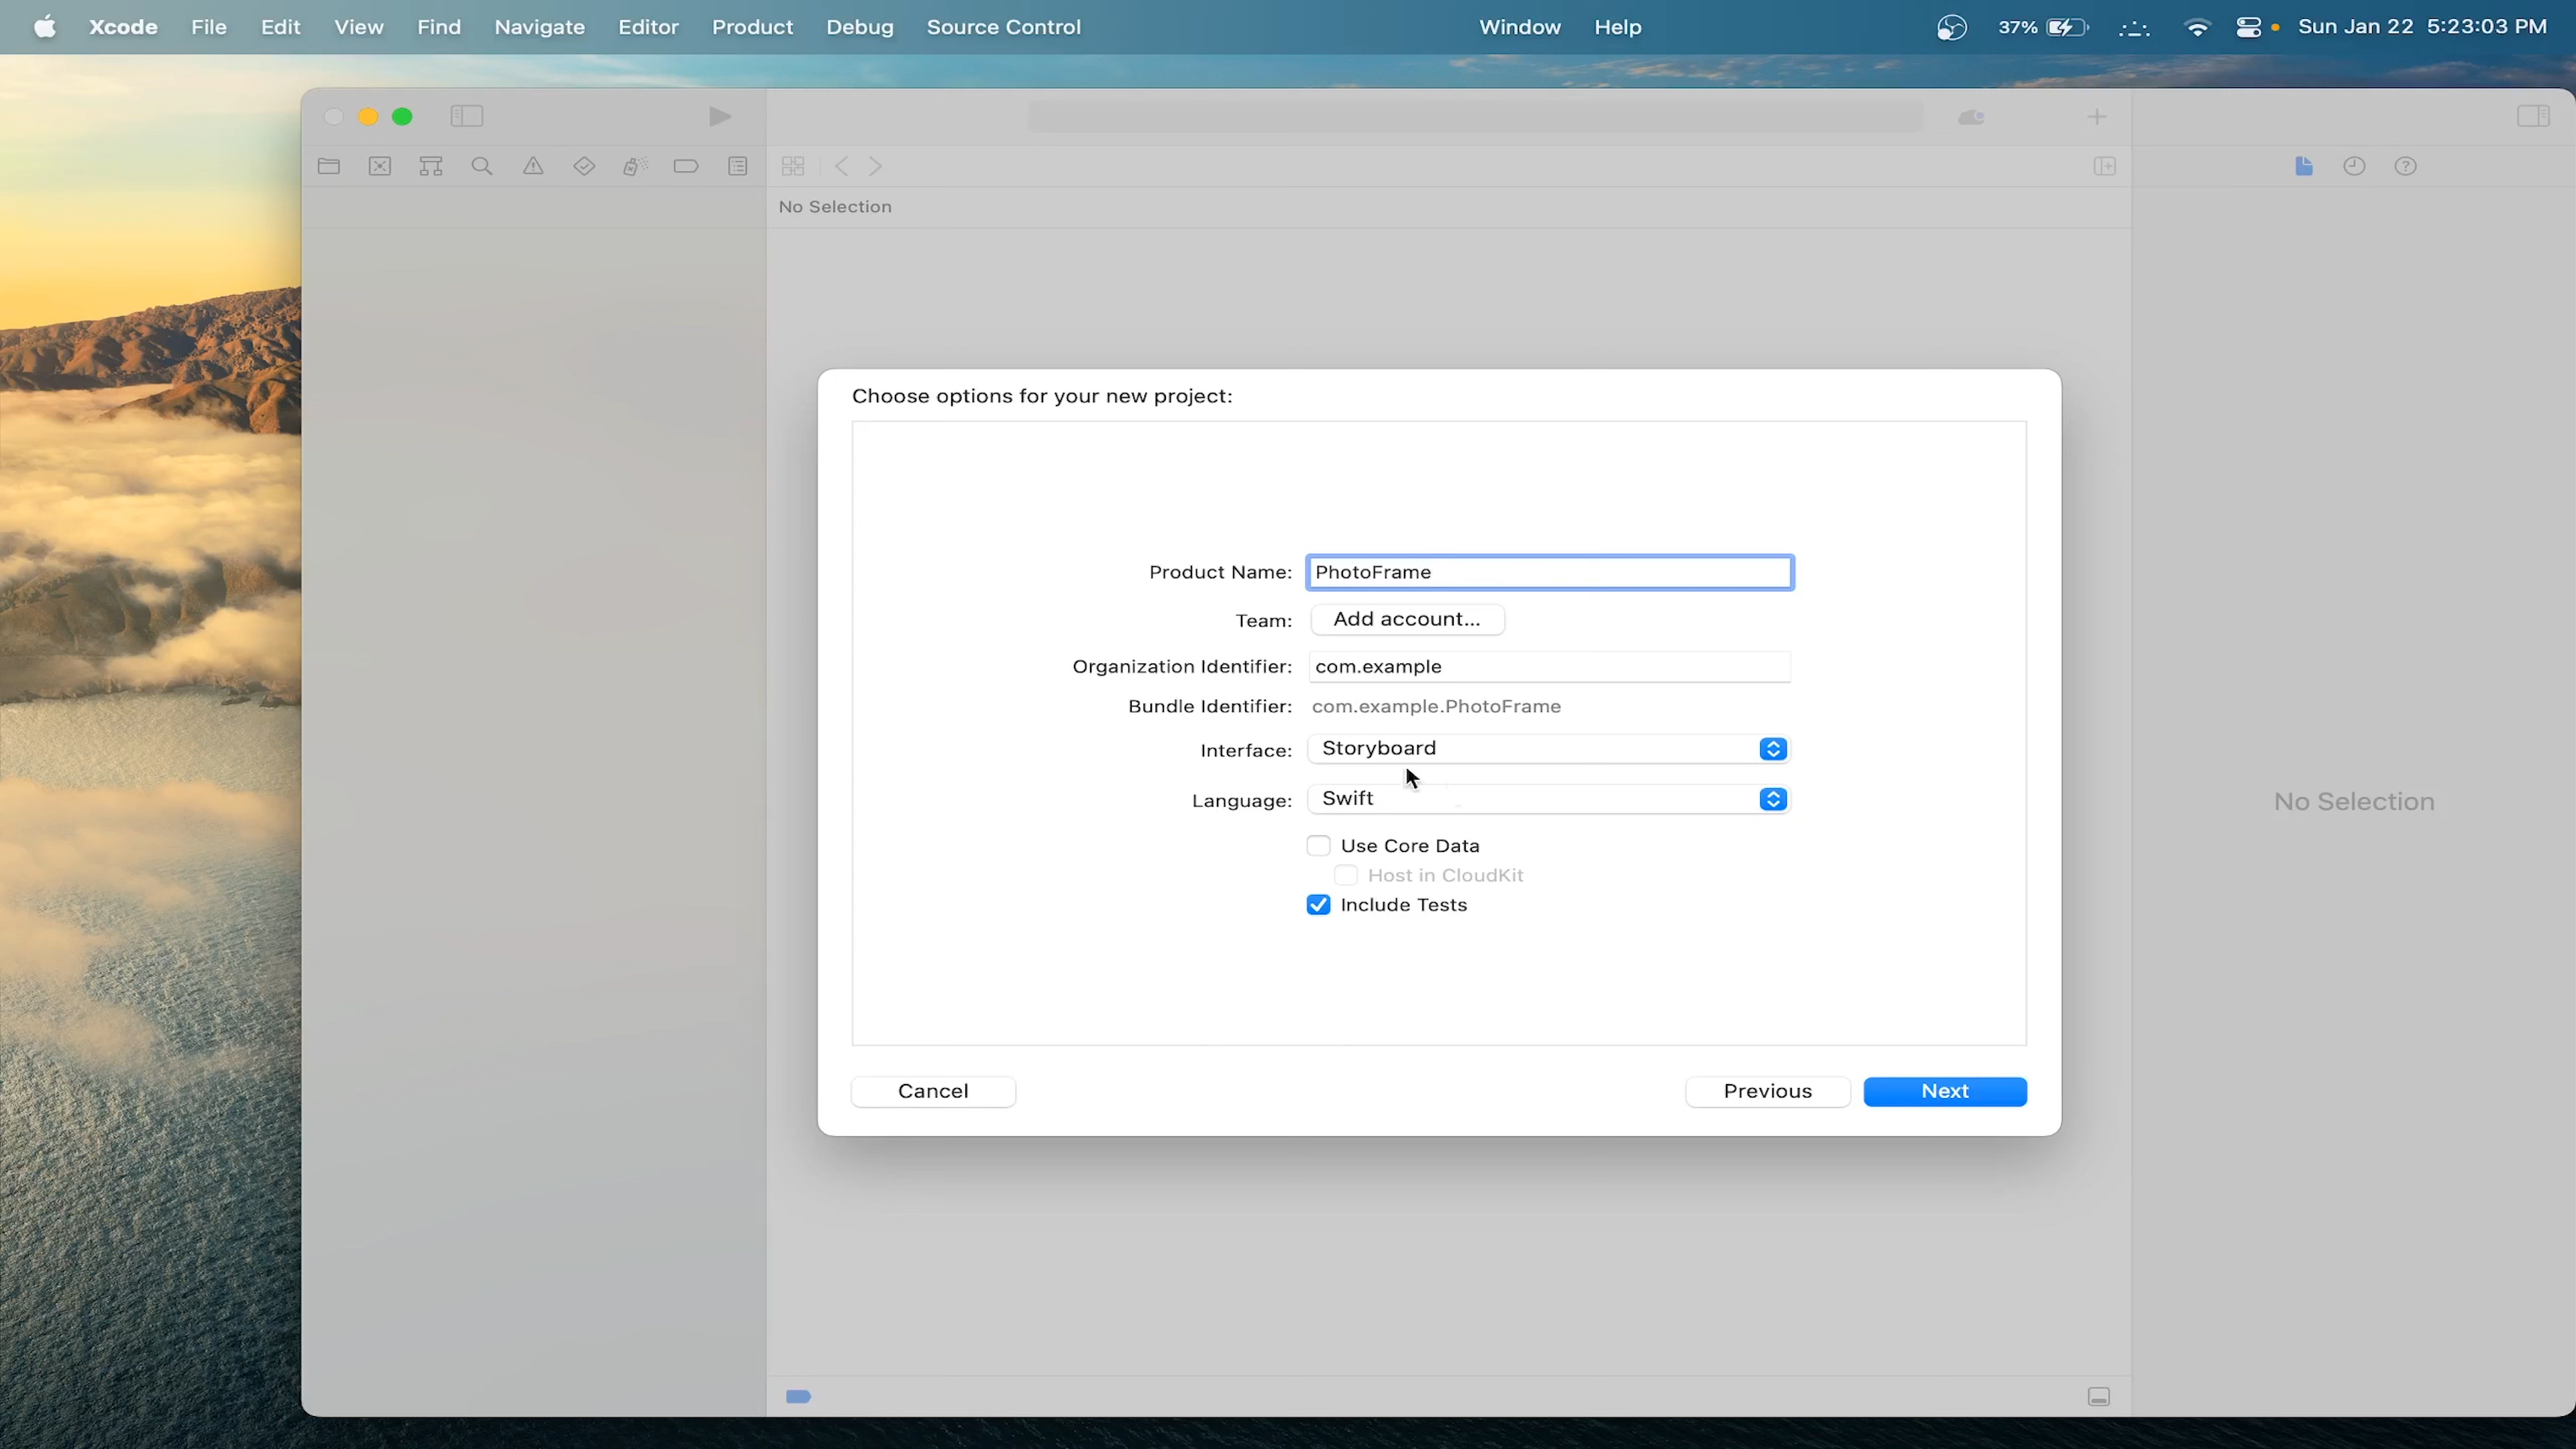 Xcode File Edit View Find Navigate Editor Product Debug Source Control Window Help 37% Sun Jan 22 5:23:03 PM
No Selection
Choose options for your new project:
Product Name: PhotoFrame
Team: Add account...
Organization Identifier: com.example
Bundle Identifier: com.example.PhotoFrame
Interface: Storyboard
Language: Swift
No Selection
Use Core Data
Host in CloudKit
Include Tests
Cancel Previous Next